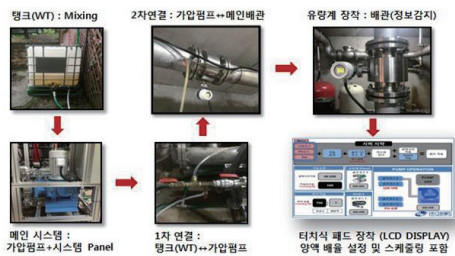 탱크(WT) : Mixing
2차연결 : 가압펌프↔메인배관
유량계 장착 : 배관(정보감지)
메인 시스템 :
가압펌프+시스템 Panel
1차 연결 :
탱크(WT)↔가압펌프
PUMP OPERATION
터치식 패드 장착 (LCD DISPLAY)
양액 배율 설정 및 스케줄링 포함